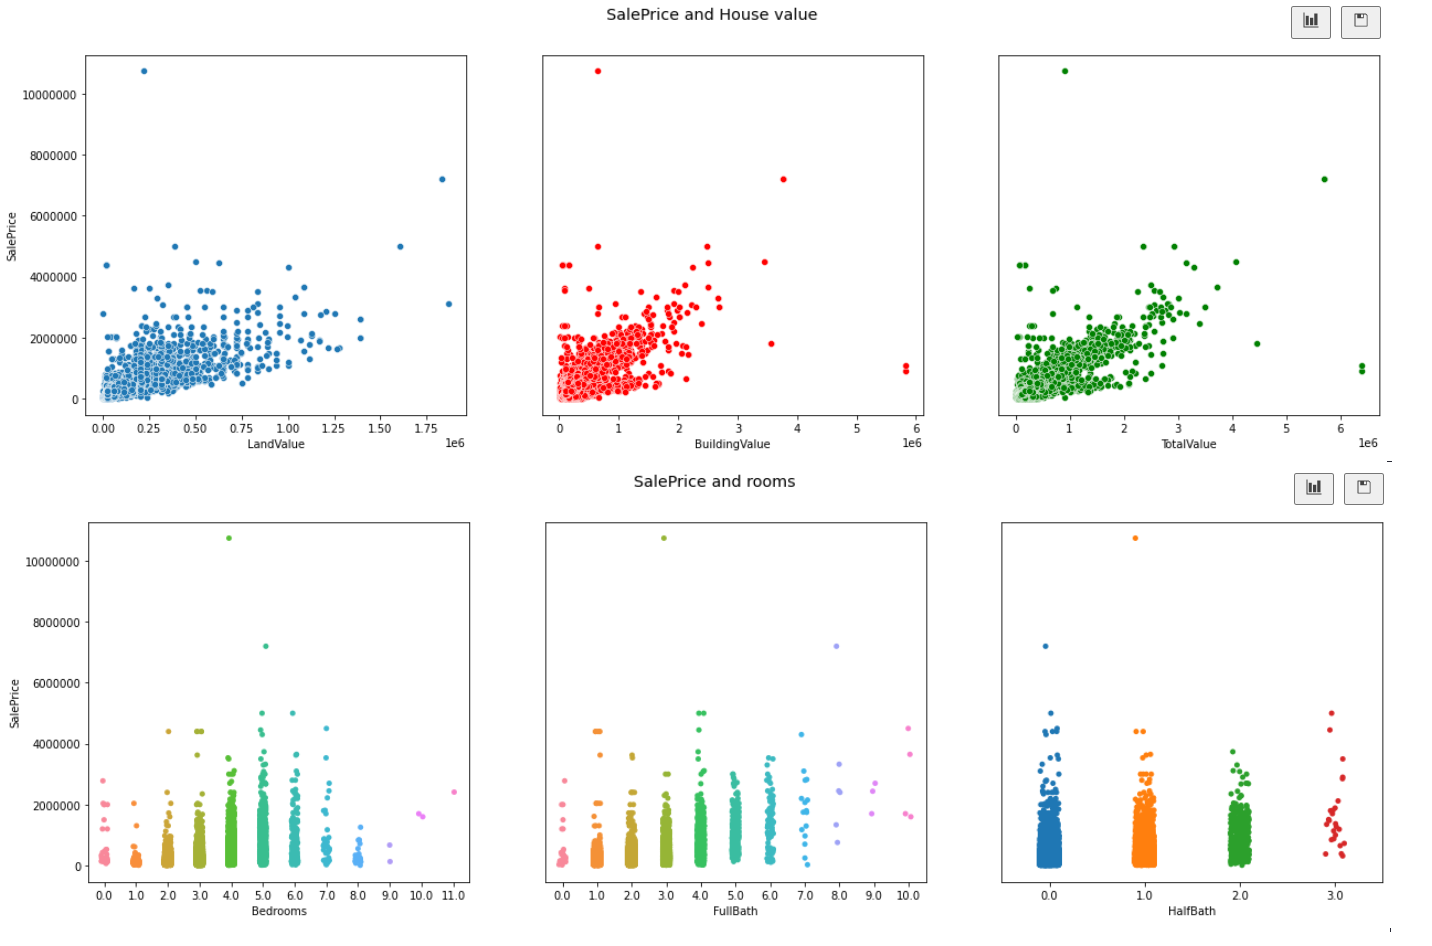 SalePrice and House value
SalePrice
10000000
8000000
6000000
4000000
2000000
0
0.00 0.25 0.50 0.75 1.00 1.25 1.50 1.75
LandValue 1e6
0 1 2 3 4 5 6
BuildingValue 1e6
0 1 2 3 4 5 6
TotalValue 1e6
SalePrice and rooms
SalePrice
10000000
8000000
6000000
4000000
2000000
0
0.0 1.0 2.0 3.0 4.0 5.0 6.0 7.0 8.0 9.0 10.0 11.0
Bedrooms
0.0 1.0 2.0 3.0 4.0 5.0 6.0 7.0 8.0 9.0 10.0
FullBath
0.0 1.0 2.0 3.0
HalfBath